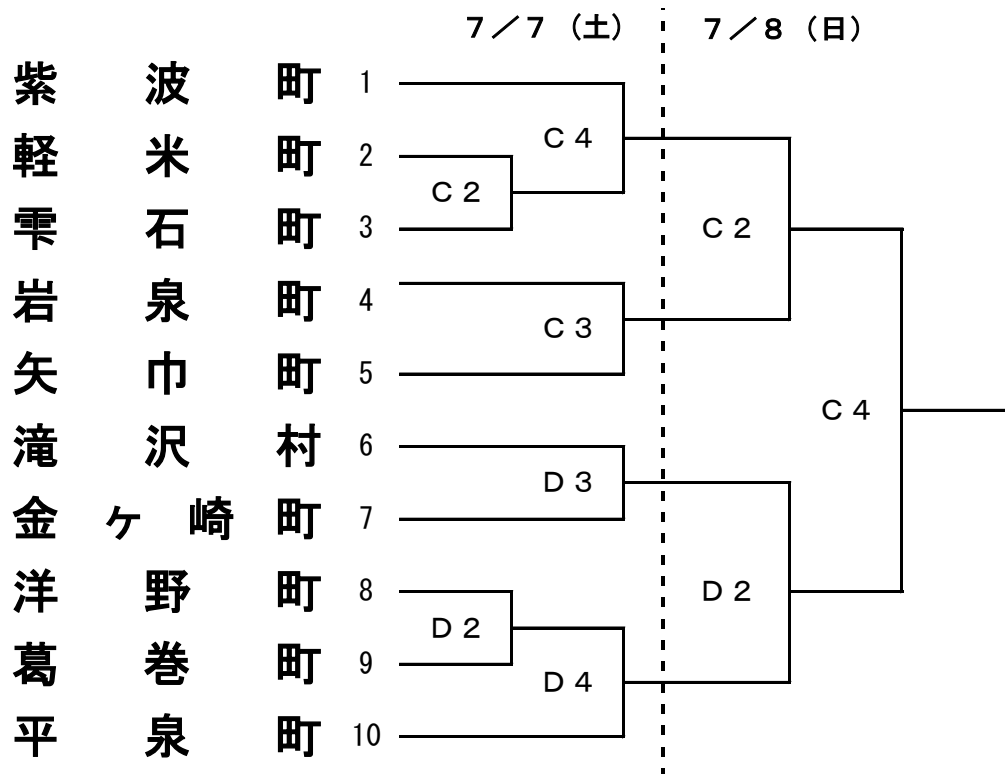 7／7（土） 7／8（日）
紫波町 1
C4
軽米町 2
C2
雫石町 3
C2
岩泉町 4
C3
矢巾町 5
C4
滝沢村 6
D3
金ケ崎町 7
洋野町 8
D2
D2
葛巻町 9
D4
平泉町 10